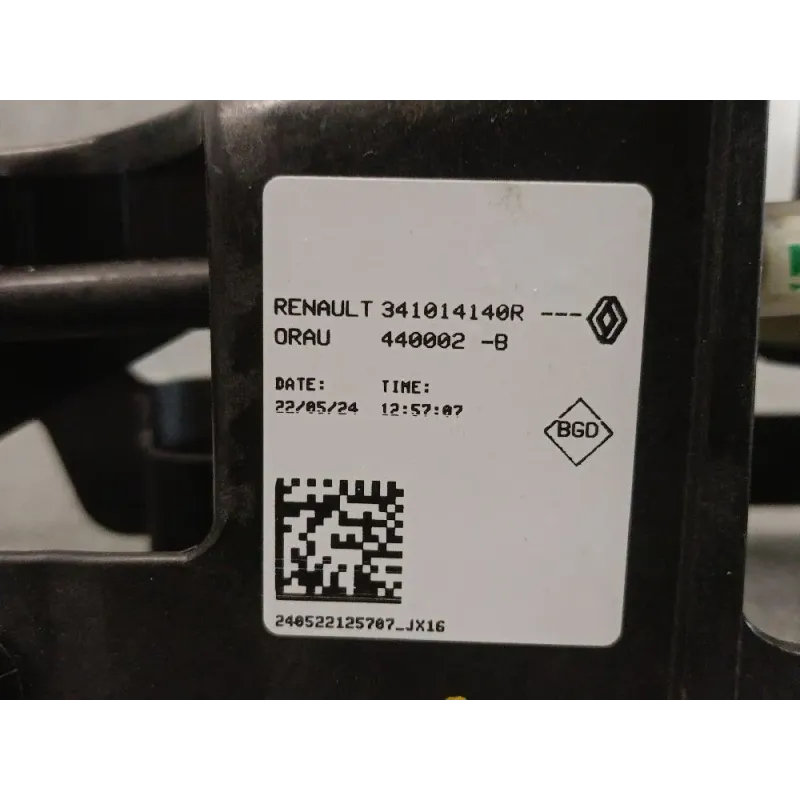 RENAULT 341014140R ---
ORAU 440002 -B
DATE: TIME:
22/05/24 12:57:07
BGD
240522125707_JX16